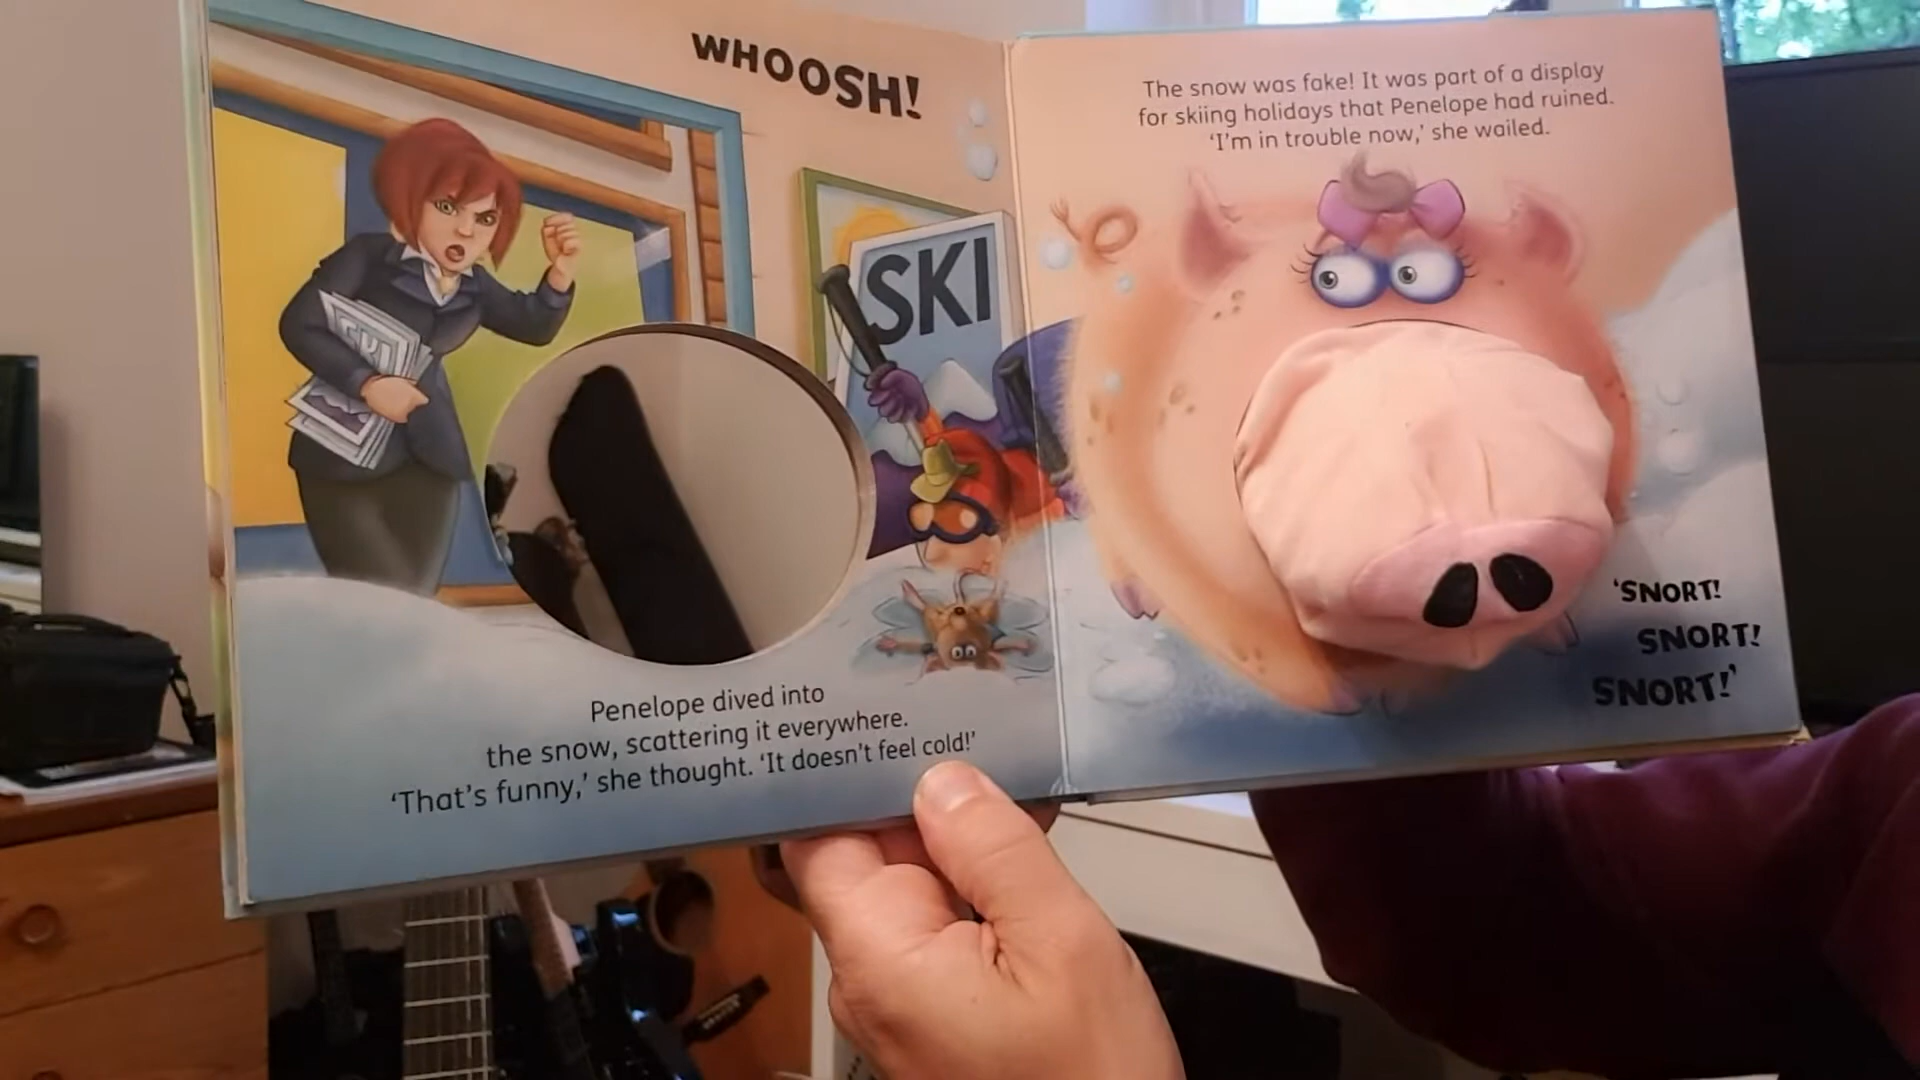 WHOOSH!
SKI
SKI
Penelope dived into
the snow, scattering it everywhere.
‘That’s funny,’ she thought. ‘It doesn’t feel cold!’
The snow was fake! It was part of a display
for skiing holidays that Penelope had ruined.
‘I’m in trouble now,’ she wailed.
‘SNORT!
SNORT!
SNORT!’